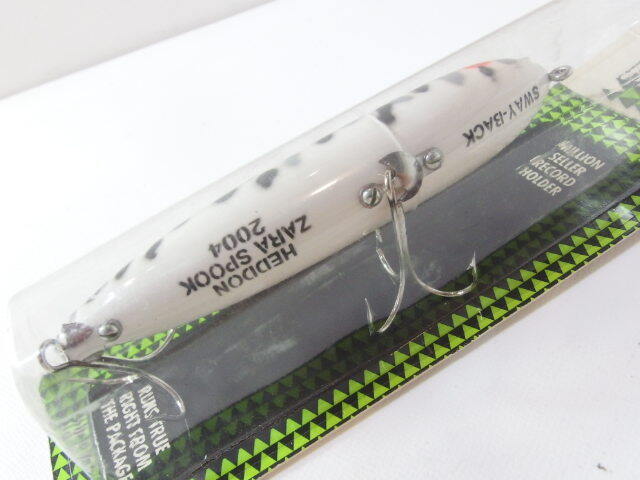 SWAY-BACK
HEDDON
ZARA SPOOK
2004
MILLION
SELLER
RECORD
HOLDER
RUNS TRUE
RIGHT FROM
THE PACKAGE